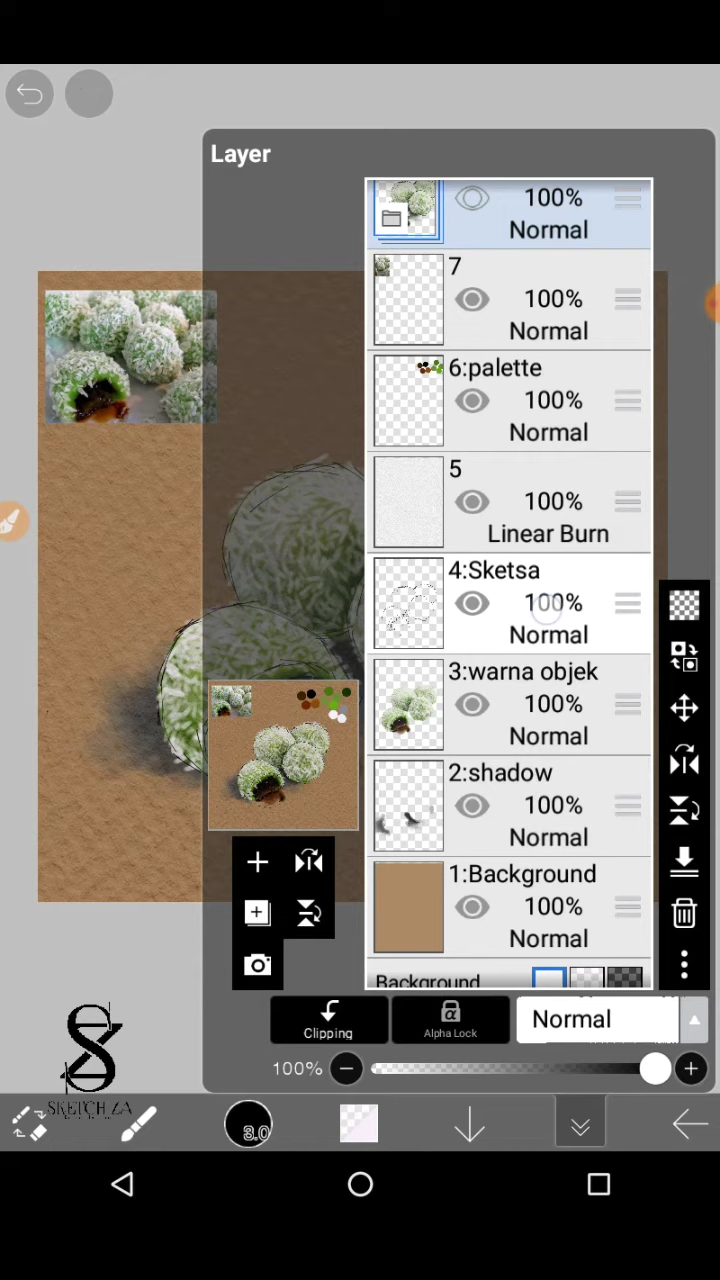 Layer
100%
Normal
7
100%
Normal
6:palette
100%
Normal
5
100%
Linear Burn
4:Sketsa
100%
Normal
3:warna objek
100%
Normal
2:shadow
100%
Normal
1:Background
100%
Normal
Background
Clipping
α
Alpha Lock
Normal
100%
SKETCH ZA
3.0